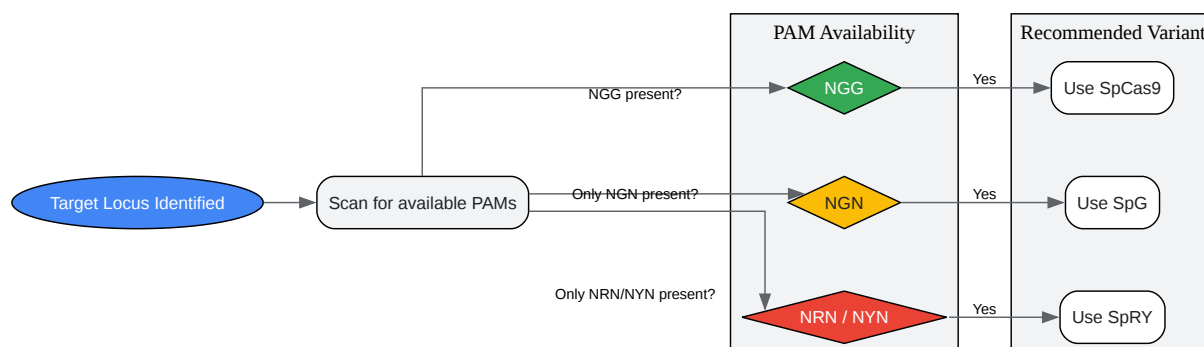 PAM Availability
Recommended Variant
NGG present?
NGG
Yes
Use SpCas9
Target Locus Identified
Scan for available PAMs
Only NGN present?
NGN
Yes
Use SpG
Only NRN/NYN present?
NRN / NYN
Yes
Use SpRY